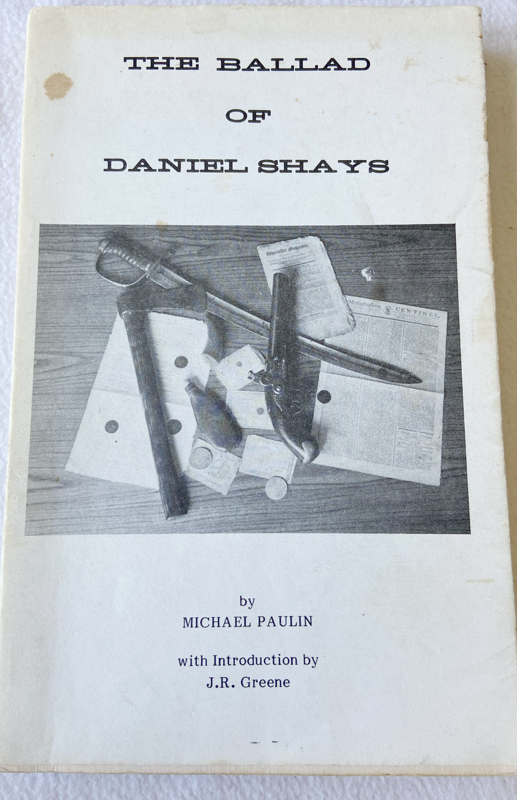 THE BALLAD
OF
DANIEL SHAYS
CENTINEL.
by
MICHAEL PAULIN
with Introduction by
J.R. Greene